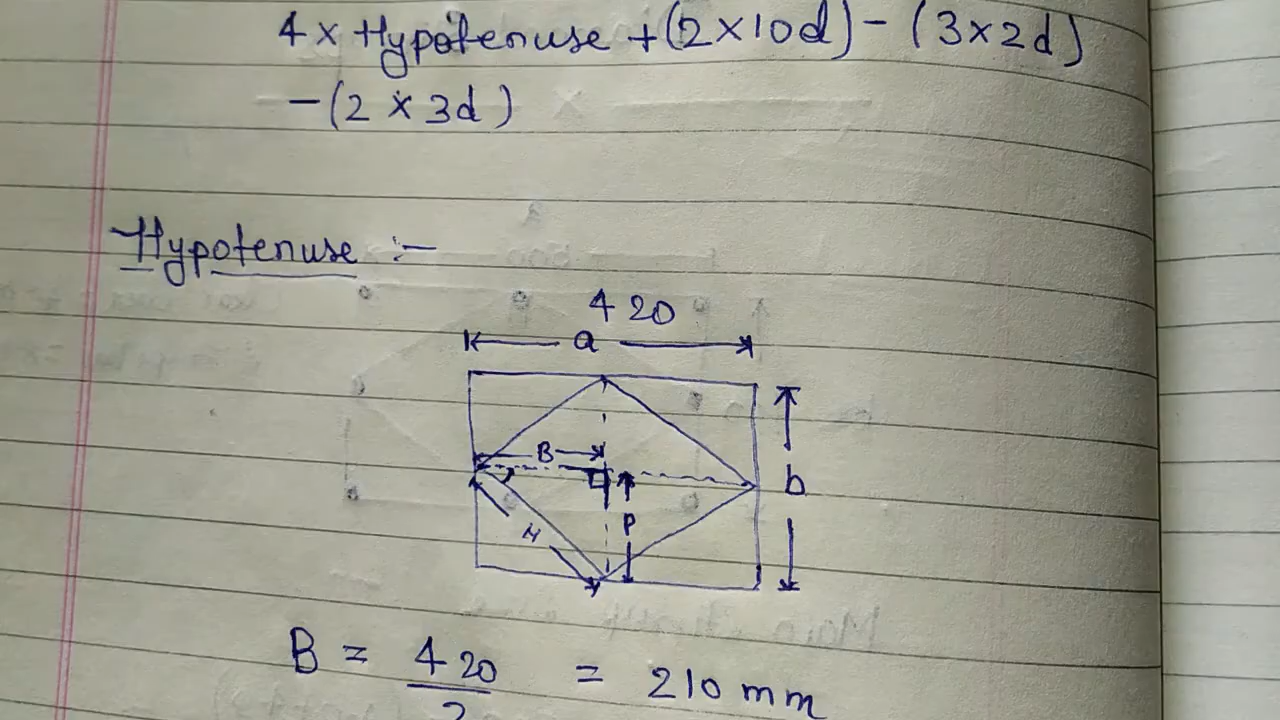 4 × Hypotenuse + (2 × 10d) - (3 × 2d)
- (2 × 3d)
Hypotenuse :-
420
a
B
b
P
H
B = 420/2 = 210 mm